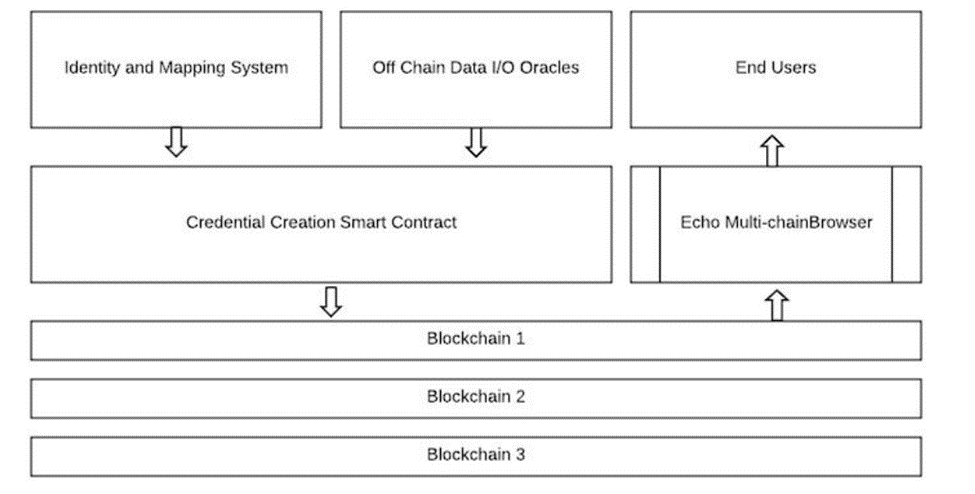 Identity and Mapping System
Off Chain Data I/O Oracles
End Users
Credential Creation Smart Contract
Echo Multi-chainBrowser
Blockchain 1
Blockchain 2
Blockchain 3